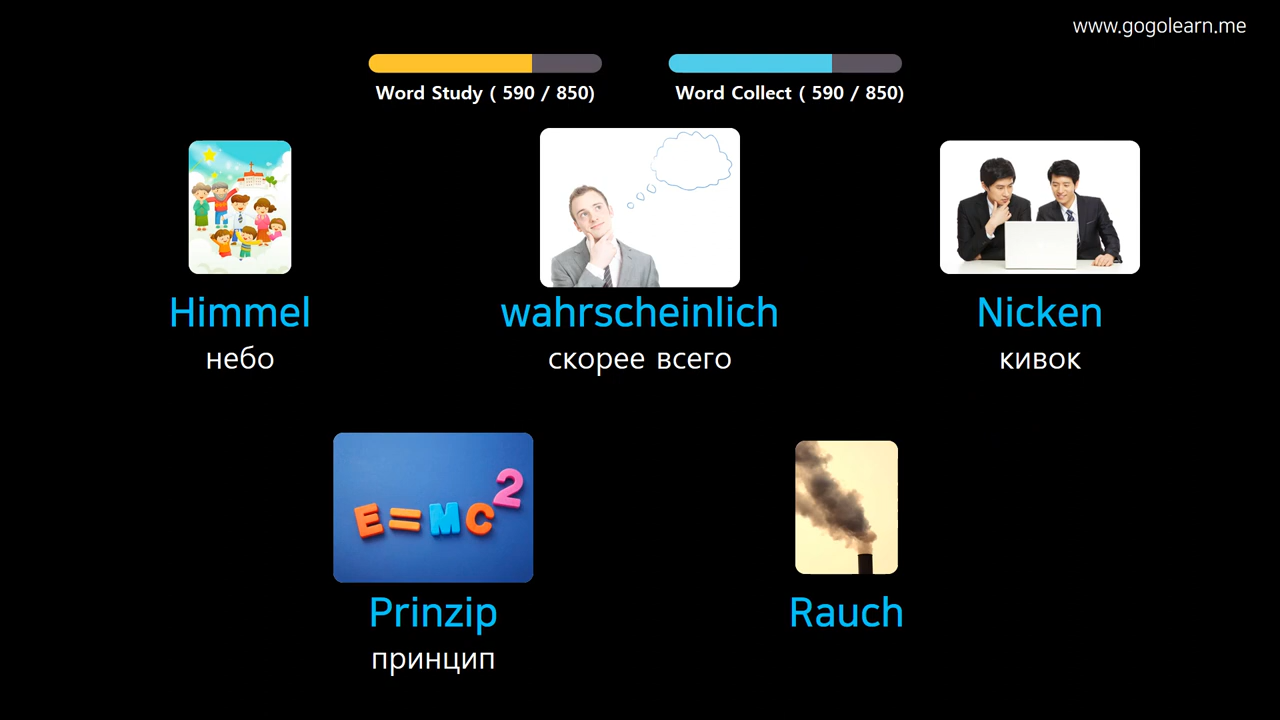 www.gogolearn.me
Word Study ( 590 / 850)
Word Collect ( 590 / 850)
Himmel
небо
wahrscheinlich
скорее всего
Nicken
кивок
E=MC2
Prinzip
принцип
Rauch